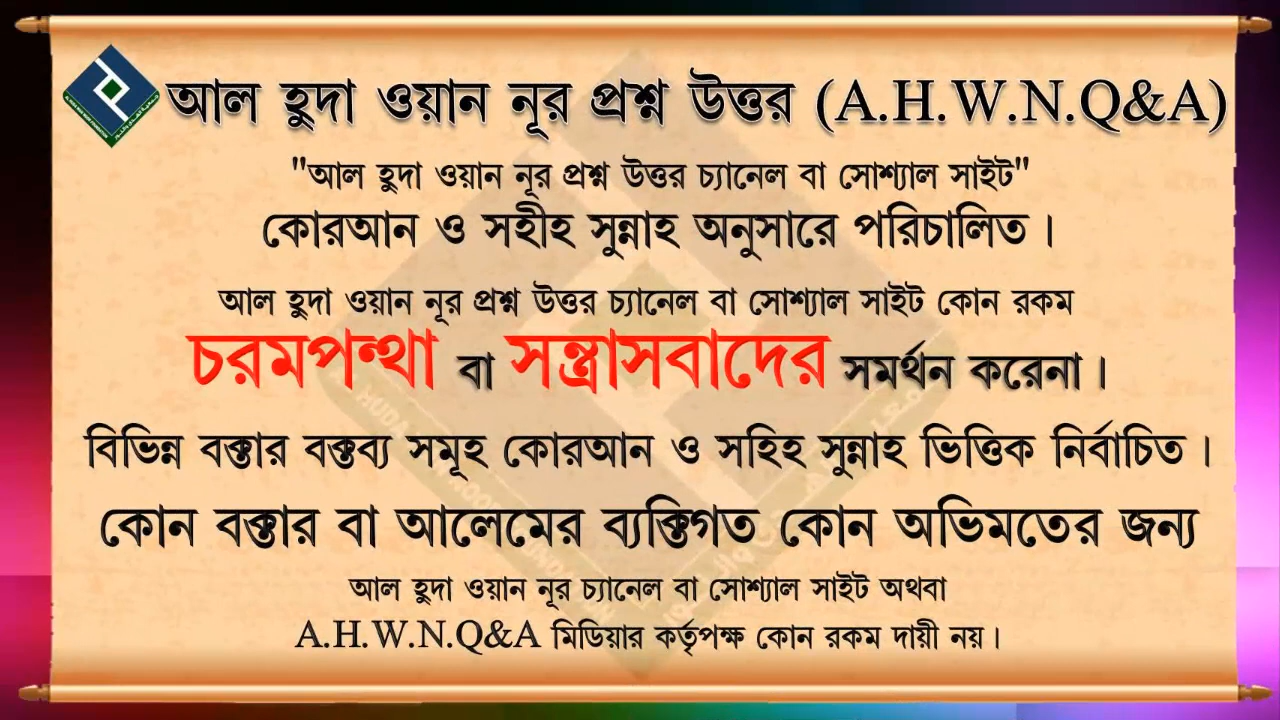 আল হুদা ওয়ান নূর প্রশ্ন উত্তর (A.H.W.N.Q&A)
"আল হুদা ওয়ান নূর প্রশ্ন উত্তর চ্যানেল বা সোশ্যাল সাইট"
কোরআন ও সহীহ সুন্নাহ অনুসারে পরিচালিত।
আল হুদা ওয়ান নূর প্রশ্ন উত্তর চ্যানেল বা সোশ্যাল সাইট কোন রকম
চরমপন্থা বা সন্ত্রাসবাদের সমর্থন করেনা।
বিভিন্ন বক্তার বক্তব্য সমূহ কোরআন ও সহিহ সুন্নাহ ভিত্তিক নির্বাচিত।
কোন বক্তার বা আলেমের ব্যক্তিগত কোন অভিমতের জন্য
আল হুদা ওয়ান নূর চ্যানেল বা সোশ্যাল সাইট অথবা
A.H.W.N.Q&A মিডিয়ার কর্তৃপক্ষ কোন রকম দায়ী নয়।